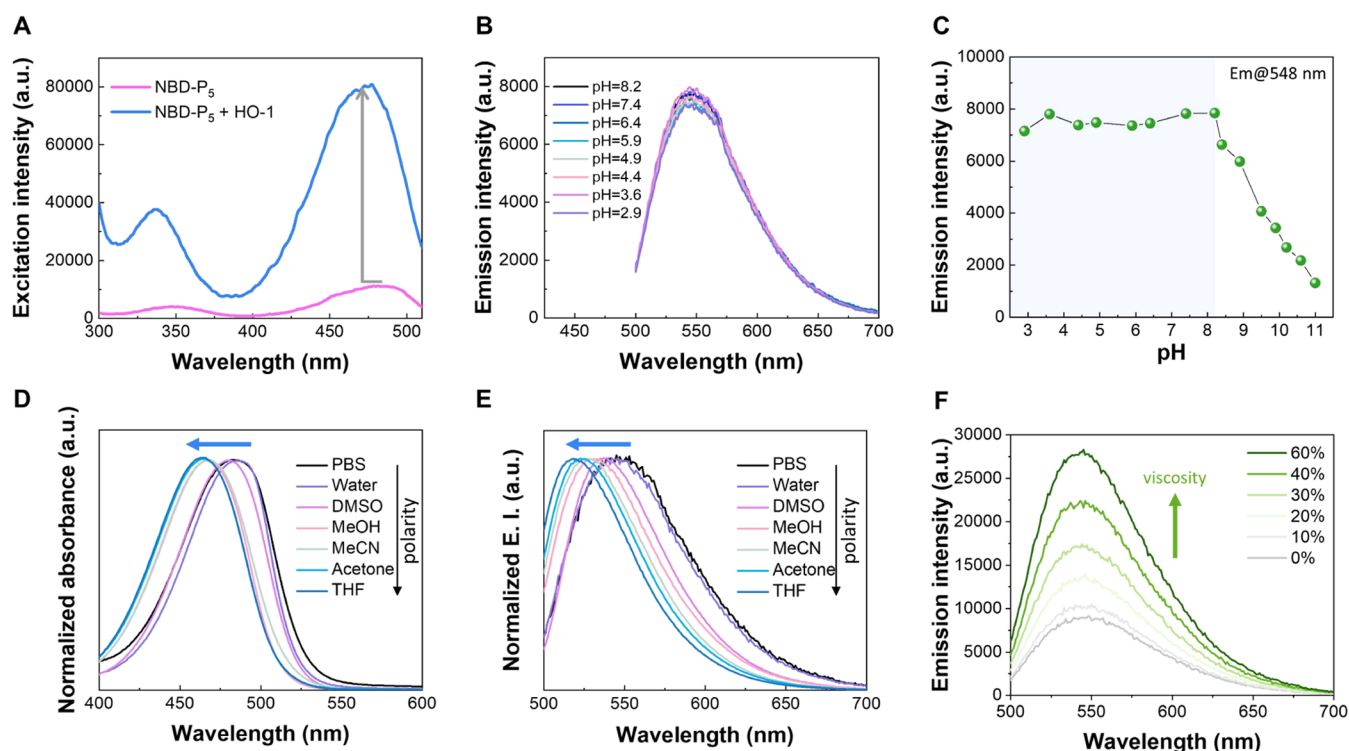 A
Excitation intensity (a.u.)
80000
60000
40000
20000
0
NBD-P₅
NBD-P₅ + HO-1
300
350
400
450
500
Wavelength (nm)
B
Emission intensity (a.u.)
10000
8000
6000
4000
2000
0
pH=8.2
pH=7.4
pH=6.4
pH=5.9
pH=4.9
pH=4.4
pH=3.6
pH=2.9
450
500
550
600
650
700
Wavelength (nm)
C
Emission intensity (a.u.)
10000
8000
6000
4000
2000
0
Em@548 nm
3
4
5
6
7
8
9
10
11
pH
D
Normalized absorbance (a.u.)
PBS
Water
DMSO
MeOH
MeCN
Acetone
THF
polarity
400
450
500
550
600
Wavelength (nm)
E
Normalized E. I. (a.u.)
PBS
Water
DMSO
MeOH
MeCN
Acetone
THF
polarity
500
550
600
650
700
Wavelength (nm)
F
Emission intensity (a.u.)
30000
25000
20000
15000
10000
5000
0
viscosity
60%
40%
30%
20%
10%
0%
500
550
600
650
700
Wavelength (nm)